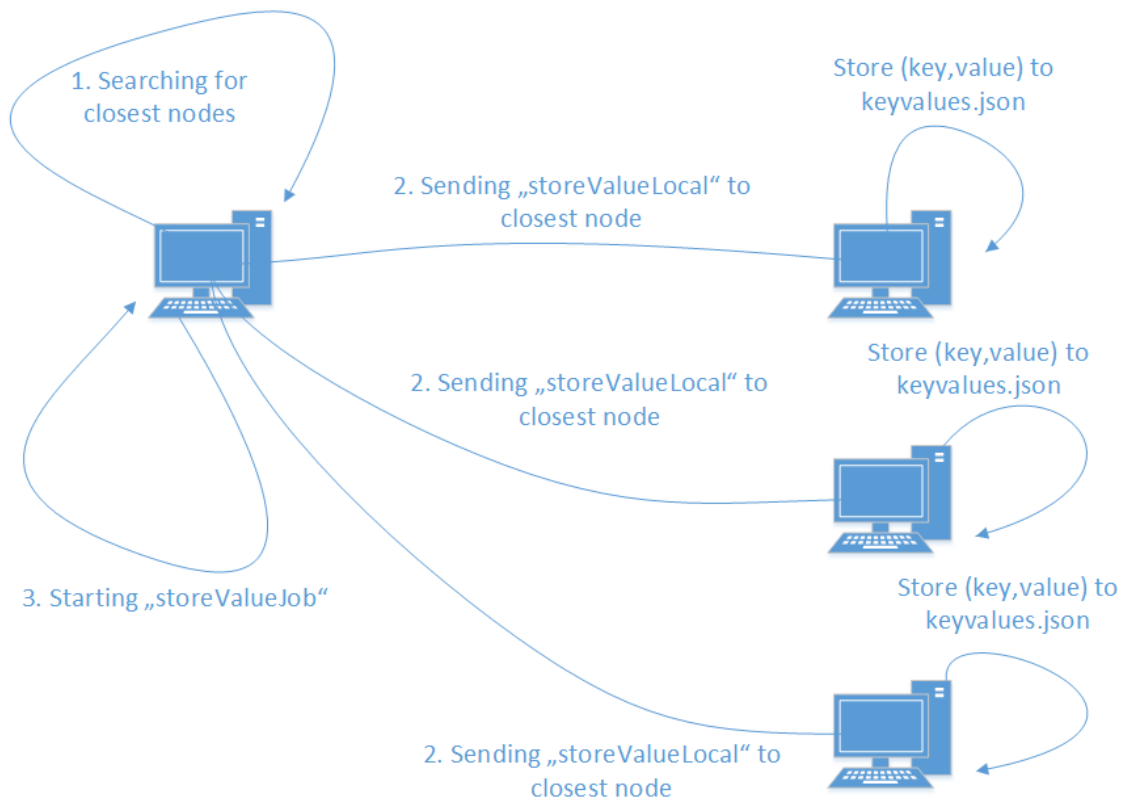 1. Searching for
closest nodes
Store (key,value) to
keyvalues.json
2. Sending „storeValueLocal“ to
closest node
Store (key,value) to
keyvalues.json
2. Sending „storeValueLocal“ to
closest node
3. Starting „storeValueJob“
Store (key,value) to
keyvalues.json
2. Sending „storeValueLocal“ to
closest node